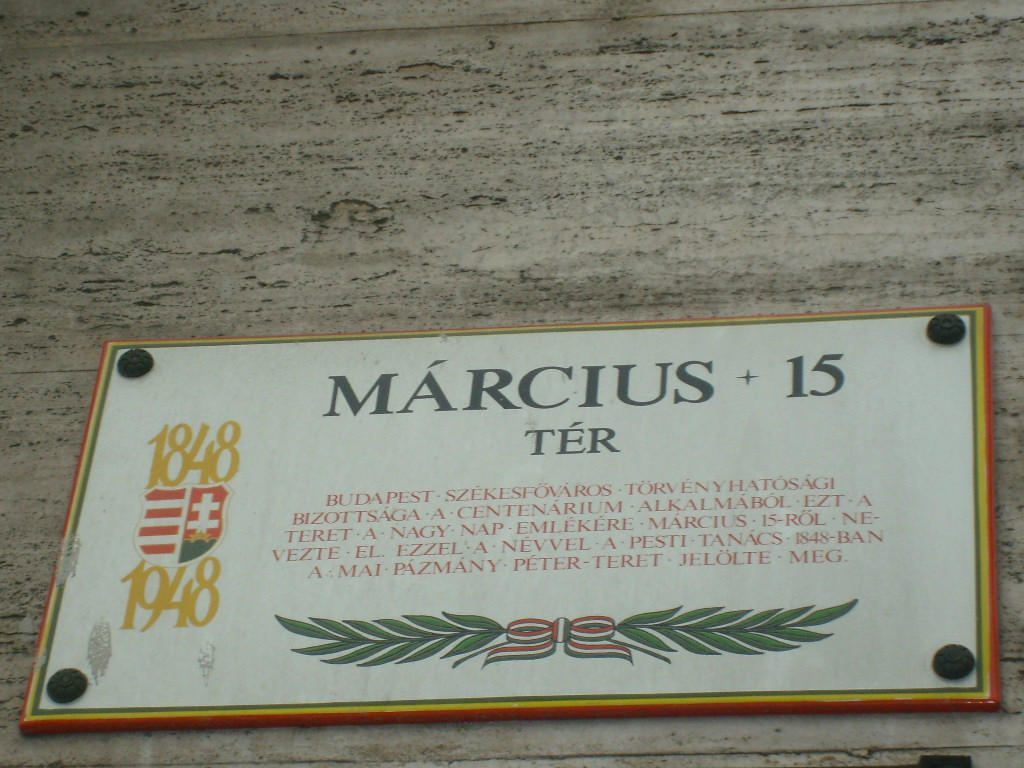 MÁRCIUS + 15
TÉR
1848
1948
BUDAPEST · SZÉKESFŐVÁROS · TÖRVÉNYHATÓSÁGI
BIZOTTSÁGA · A · CENTENÁRIUM · ALKALMÁBÓL · EZT · A
TERET · A · NAGY · NAP · EMLÉKÉRE · MÁRCIUS · 15-RŐL · NE-
VEZTE · EL. EZZEL · A · NÉVVEL · A · PESTI · TANÁCS · 1848-BAN
A · MAI · PÁZMÁNY · PÉTER-TERET · JELÖLTE · MEG.